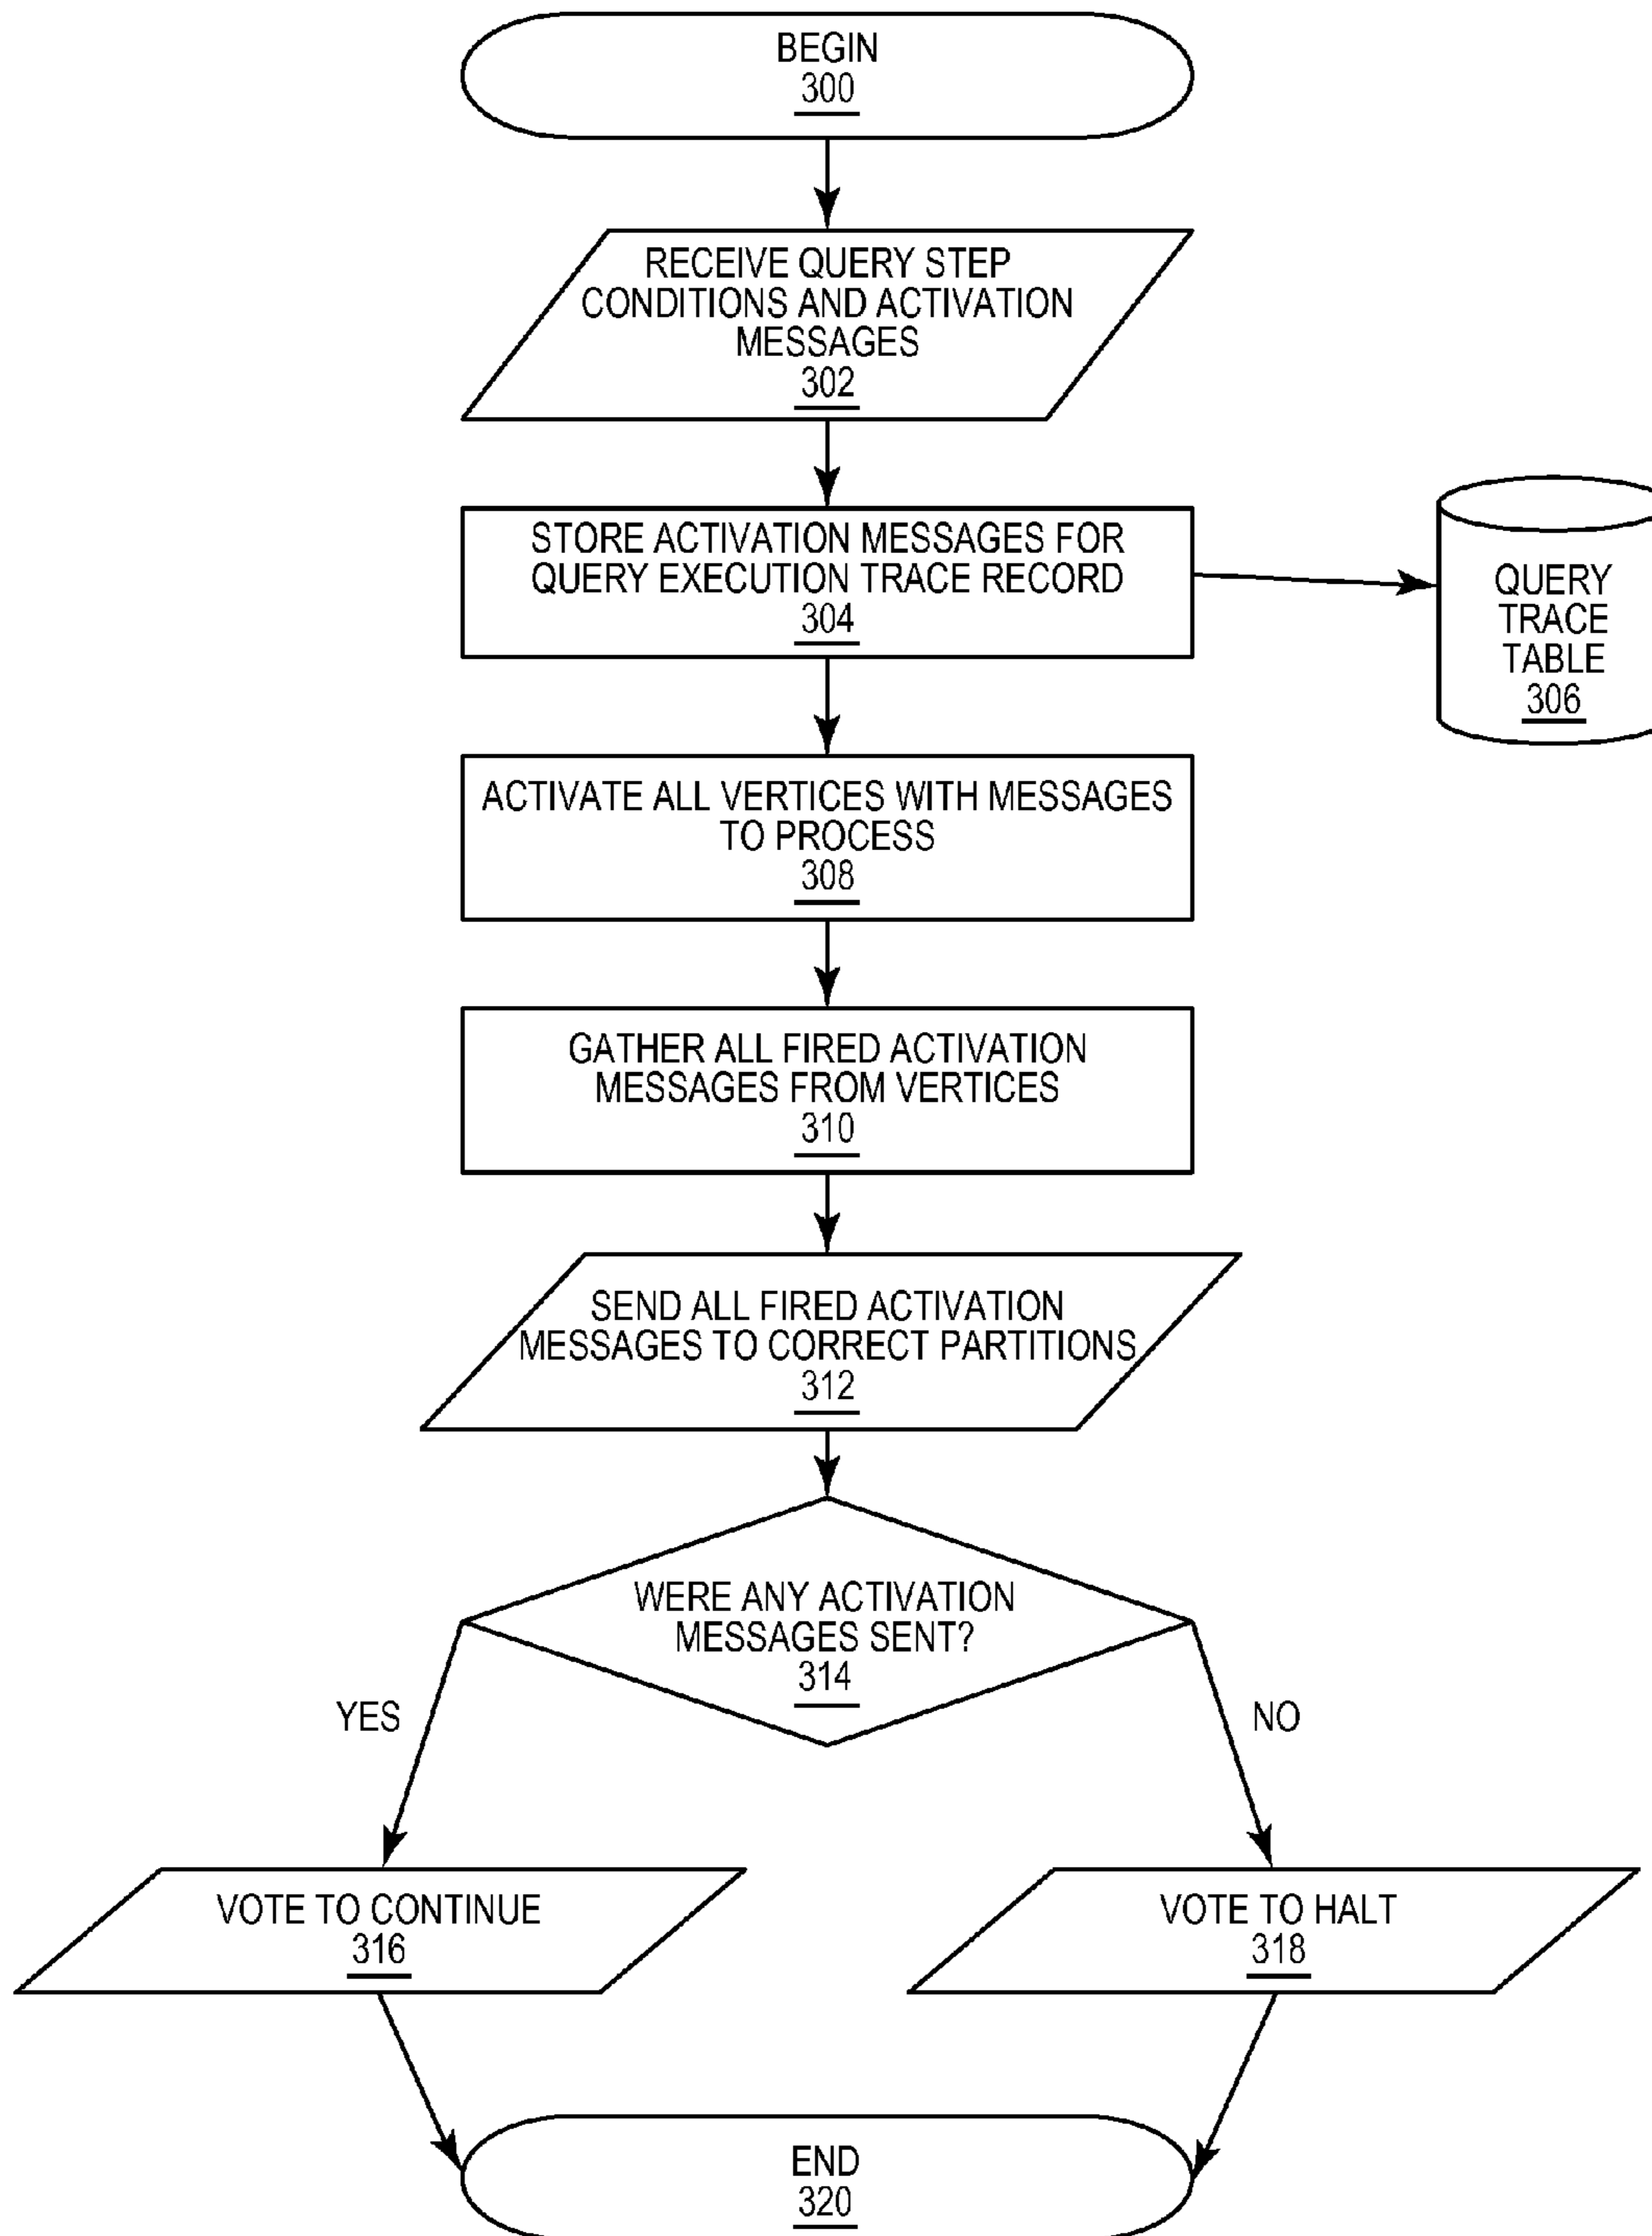 BEGIN
300
RECEIVE QUERY STEP
CONDITIONS AND ACTIVATION
MESSAGES
302
STORE ACTIVATION MESSAGES FOR
QUERY EXECUTION TRACE RECORD
304
QUERY
TRACE
TABLE
306
ACTIVATE ALL VERTICES WITH MESSAGES
TO PROCESS
308
GATHER ALL FIRED ACTIVATION
MESSAGES FROM VERTICES
310
SEND ALL FIRED ACTIVATION
MESSAGES TO CORRECT PARTITIONS
312
WERE ANY ACTIVATION
MESSAGES SENT?
314
YES
NO
VOTE TO CONTINUE
316
VOTE TO HALT
318
END
320